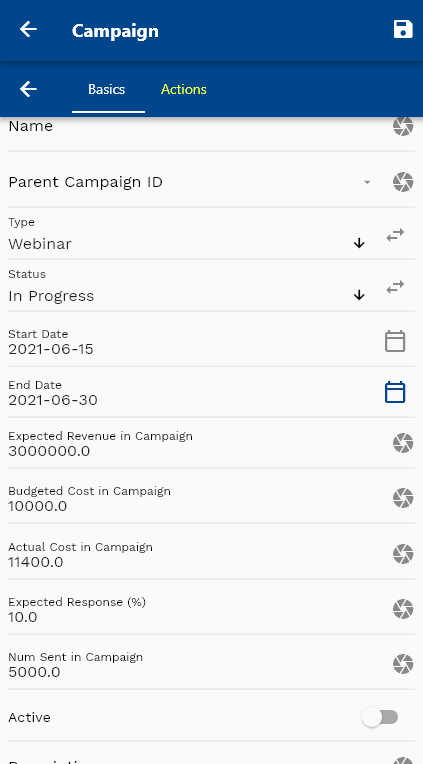 Campaign
Basics Actions
Name
Parent Campaign ID
Type
Webinar
Status
In Progress
Start Date
2021-06-15
End Date
2021-06-30
Expected Revenue in Campaign
3000000.0
Budgeted Cost in Campaign
10000.0
Actual Cost in Campaign
11400.0
Expected Response (%)
10.0
Num Sent in Campaign
5000.0
Active